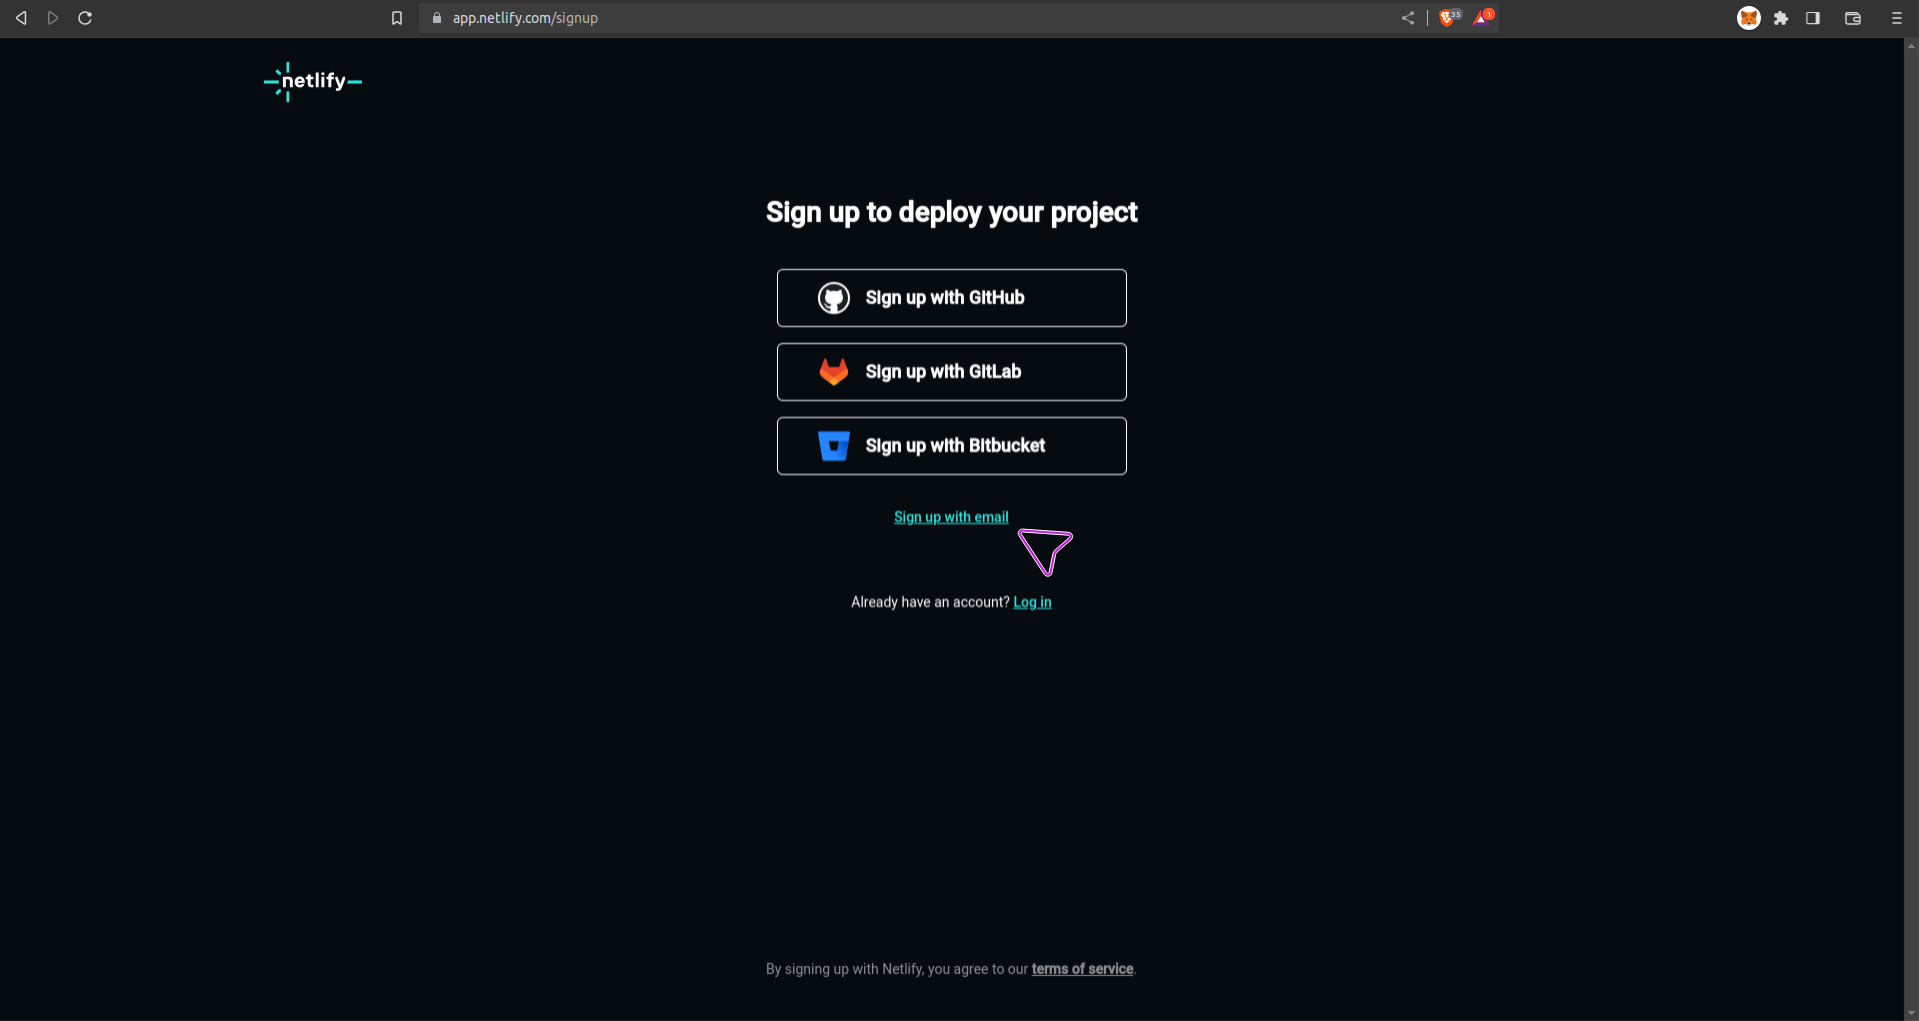 app.netlify.com/signup
35
1
netlify
Sign up to deploy your project
Sign up with GitHub
Sign up with GitLab
Sign up with Bitbucket
Sign up with email
Already have an account? Log in
By signing up with Netlify, you agree to our terms of service.